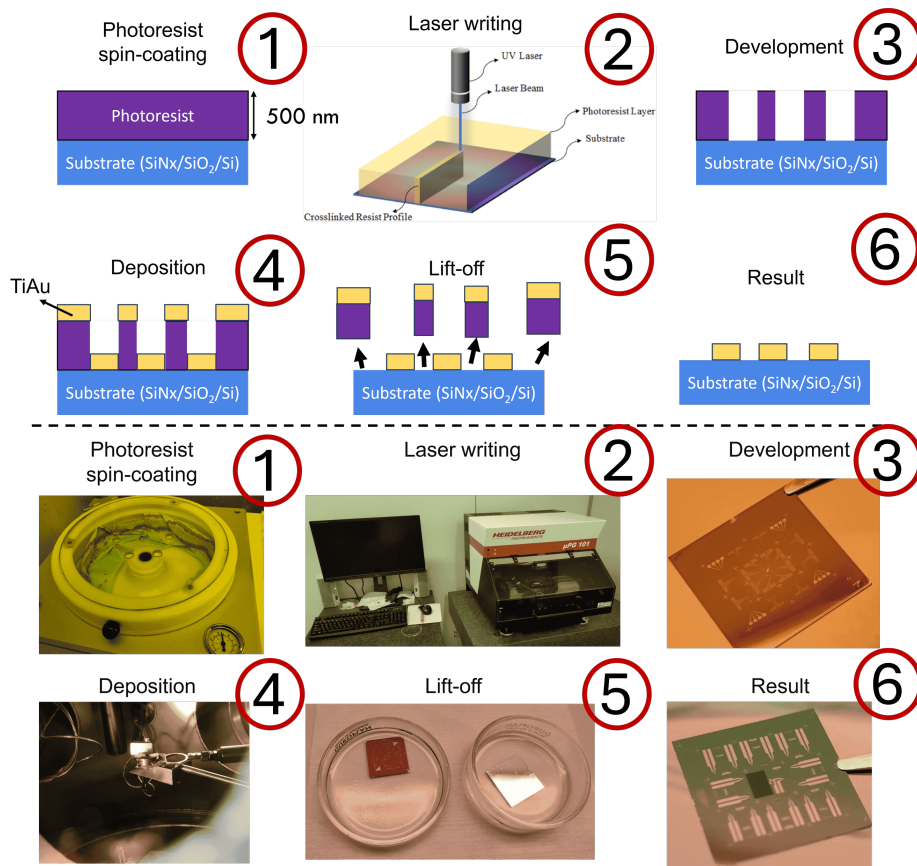 Photoresist
spin-coating
1
Photoresist
500 nm
Substrate (SiNx/SiO₂/Si)
Laser writing
2
UV Laser
Laser Beam
Photoresist Layer
Substrate
Crosslinked Resist Profile
Development
3
Substrate (SiNx/SiO₂/Si)
Deposition
4
TiAu
Substrate (SiNx/SiO₂/Si)
Lift-off
5
Substrate (SiNx/SiO₂/Si)
Result
6
Substrate (SiNx/SiO₂/Si)
Photoresist
spin-coating
1
Laser writing
2
HEIDELBERG
INSTRUMENTS
µPG 101
Development
3
Deposition
4
Lift-off
5
Result
6